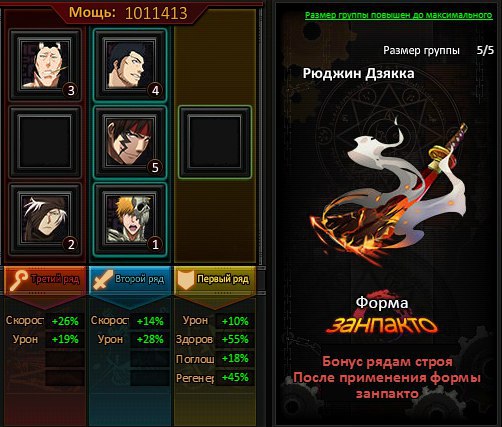 Мощь: 1011413
3
4
5
2
1
Третий ряд
Второй ряд
Первый ряд
Скорост +26%
Урон +19%
Скорост +14%
Урон +28%
Урон +10%
Здоров +55%
Поглощ +18%
Регенер +45%
Размер группы повышен до максимального
Размер группы 5/5
Рюджин Дзякка
Форма
занпакто
Бонус рядам строя
После применения формы
занпакто